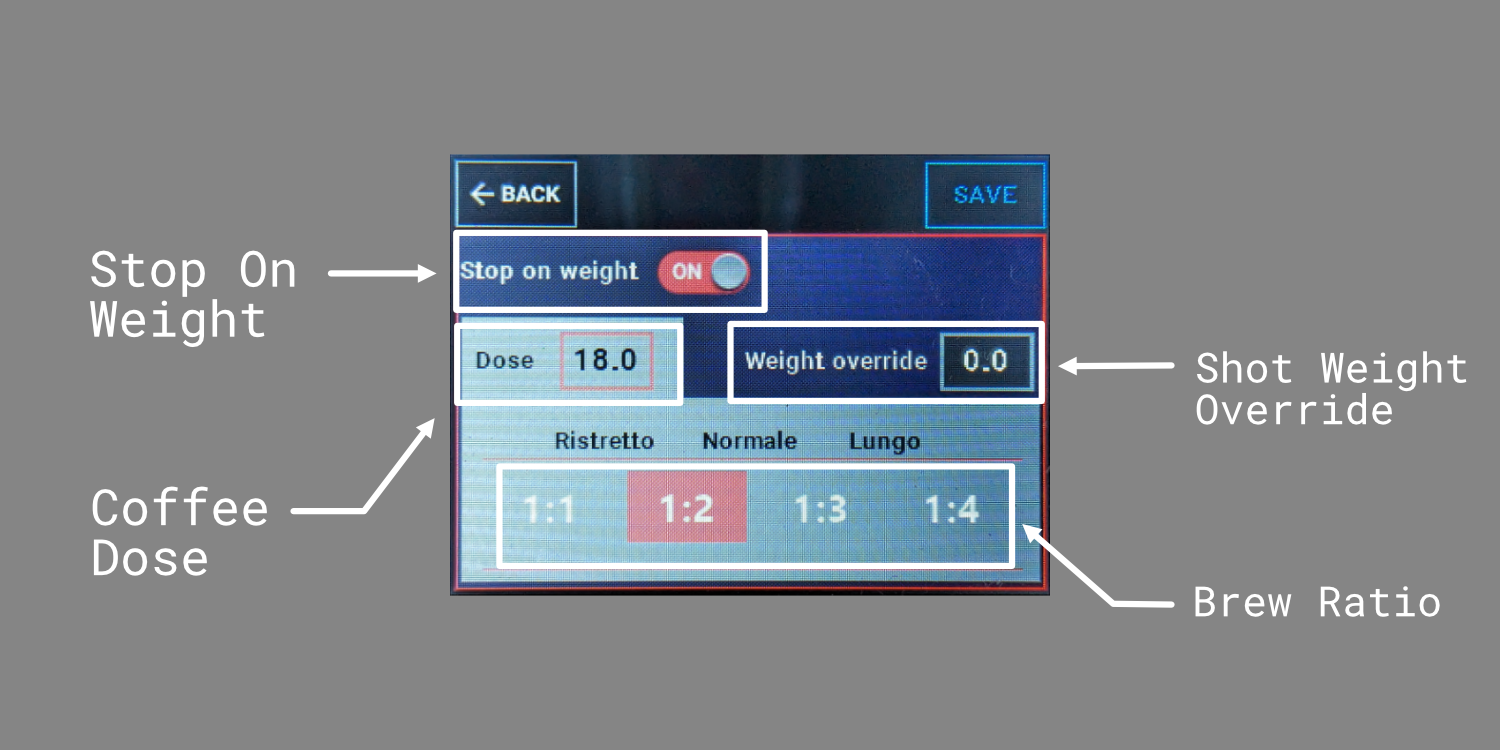 ← BACK
SAVE
Stop On
Weight
Stop on weight ON
Dose 18.0
Weight override 0.0
Shot Weight
Override
Ristretto Normale Lungo
1:1 1:2 1:3 1:4
Coffee
Dose
Brew Ratio